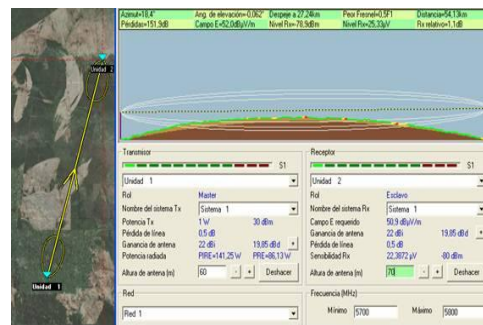 Azimut=18,4°
Ang. de elevación=-0,062°
Despeje a 27,24km
Peor Fresnel=0,5F1
Distancia=54,13km
Pérdidas=151,9dB
Campo E=52,0dBµV/m
Nivel Rx=-78,9dBm
Nivel Rx=25,33µV
Rx relativo=1,1dB
Unidad 2
Unidad 1
Transmisor
S1
Unidad 1
Rol Master
Nombre del sistema Tx Sistema 1
Potencia Tx 1 W 30 dBm
Pérdida de línea 0,5 dB
Ganancia de antena 22 dBi 19,85 dBd +
Potencia radiada PIRE=141,25 W PRE=86,13 W
Altura de antena (m) 60 - + Deshacer
Red
Red 1
Receptor
S1
Unidad 2
Rol Esclavo
Nombre del sistema Rx Sistema 1
Campo E requerido 50,9 dBµV/m
Ganancia de antena 22 dBi 19,85 dBd +
Pérdida de línea 0,5 dB
Sensibilidad Rx 22,3872 µV -80 dBm
Altura de antena (m) 70 - + Deshacer
Frecuencia (MHz)
Mínimo 5700 Máximo 5800